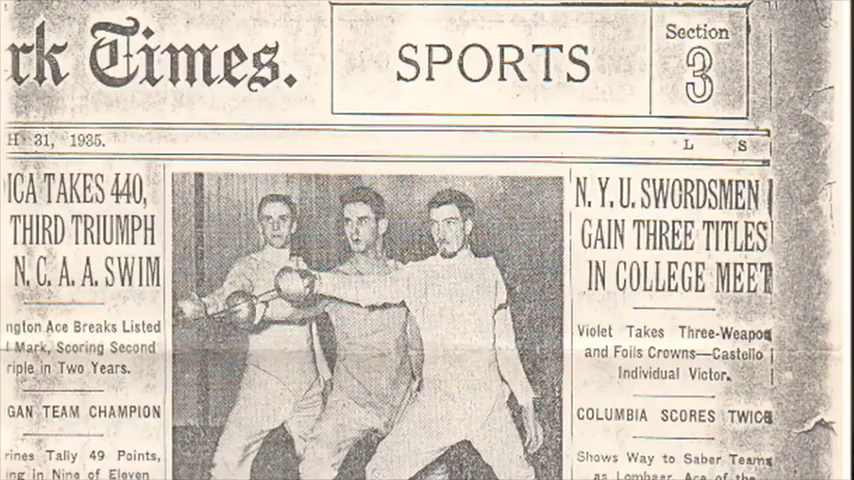 rk Times.
SPORTS
Section
3
H 31, 1935.
L S
ICA TAKES 440,
THIRD TRIUMPH
N. C. A. A. SWIM
ngton Ace Breaks Listed
l Mark, Scoring Second
riple in Two Years.
GAN TEAM CHAMPION
rines Tally 49 Points,
ing in Nine of Eleven
N. Y. U. SWORDSMEN
GAIN THREE TITLES
IN COLLEGE MEET
Violet Takes Three-Weapon
and Foils Crowns—Castello
Individual Victor.
COLUMBIA SCORES TWICE
Shows Way to Saber Teams
as Lombaer, Ace of the